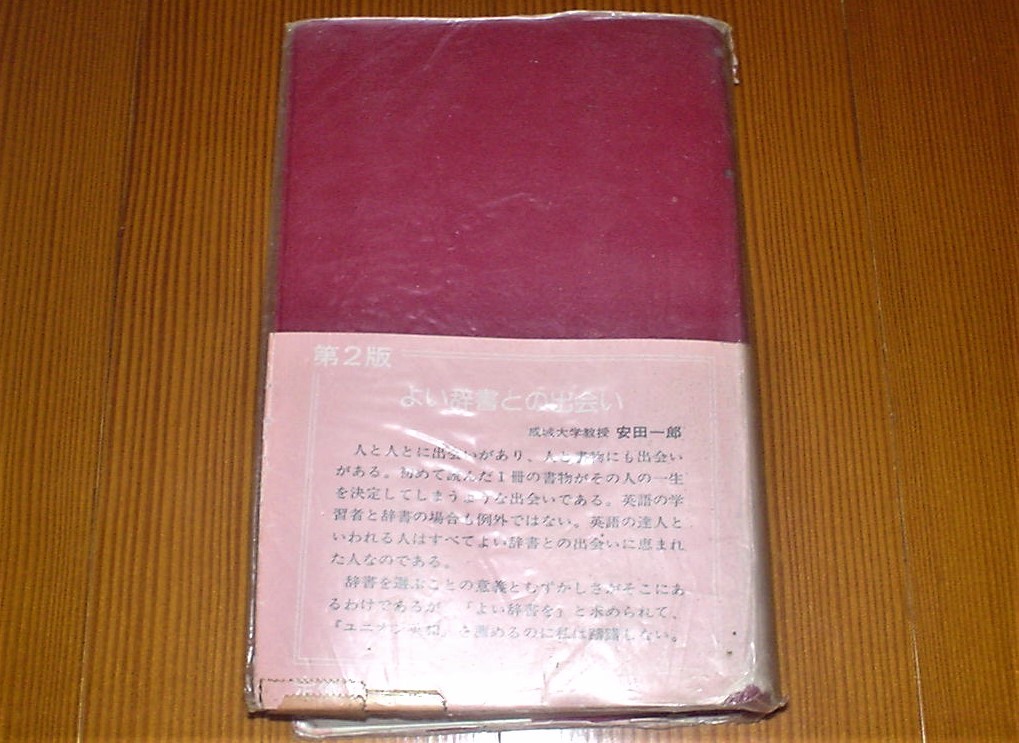 第2版
よい辞書との出会い
成城大学教授 安田一郎
人と人とに出会いがあり、人と書物にも出会い
がある。初めて読んだ1冊の書物がその人の一生
を決定してしまうような出会いである。英語の学
習者と辞書の場合も例外ではない。英語の達人と
いわれる人はすべてよい辞書との出会いに恵まれ
た人なのである。
辞書を選ぶことの意義とむずかしさがそこにあ
るわけであるが、『よい辞書を』と求められて、
『ユニオン英和』を薦めるのに私は躊躇しない。